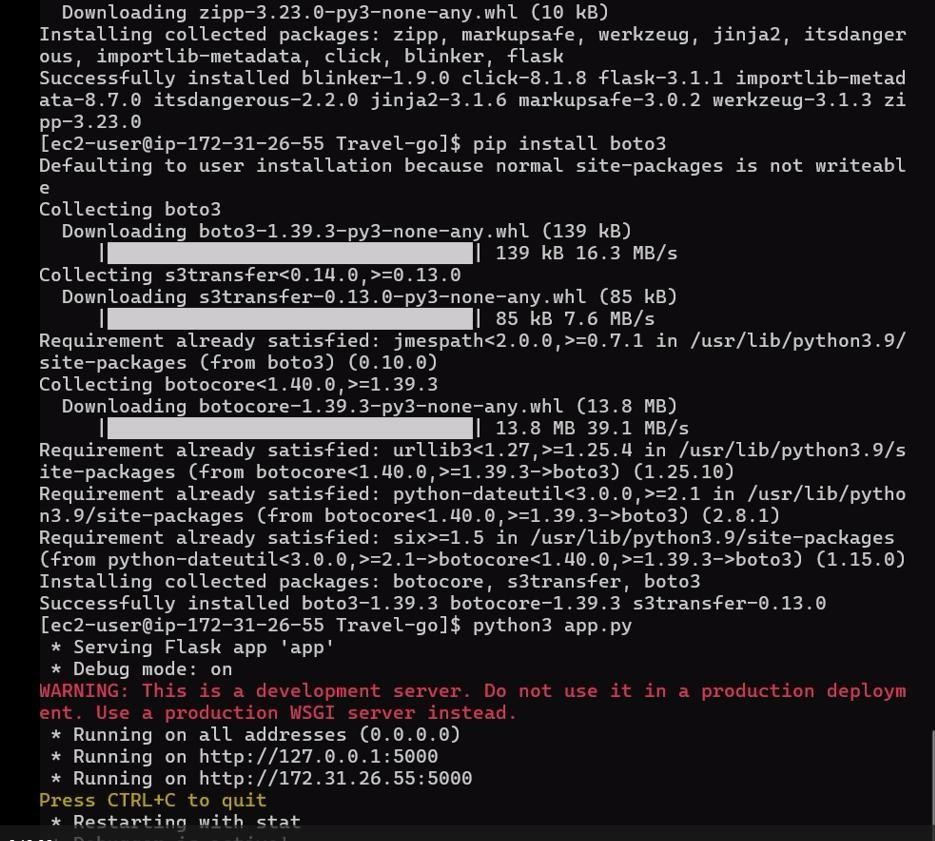 Downloading zipp-3.23.0-py3-none-any.whl (10 kB)
Installing collected packages: zipp, markupsafe, werkzeug, jinja2, itsdanger
ous, importlib-metadata, click, blinker, flask
Successfully installed blinker-1.9.0 click-8.1.8 flask-3.1.1 importlib-metad
ata-8.7.0 itsdangerous-2.2.0 jinja2-3.1.6 markupsafe-3.0.2 werkzeug-3.1.3 zi
pp-3.23.0
[ec2-user@ip-172-31-26-55 Travel-go]$ pip install boto3
Defaulting to user installation because normal site-packages is not writeabl
e
Collecting boto3
Downloading boto3-1.39.3-py3-none-any.whl (139 kB)
| | 139 kB 16.3 MB/s
Collecting s3transfer<0.14.0,>=0.13.0
Downloading s3transfer-0.13.0-py3-none-any.whl (85 kB)
| | 85 kB 7.6 MB/s
Requirement already satisfied: jmespath<2.0.0,>=0.7.1 in /usr/lib/python3.9/
site-packages (from boto3) (0.10.0)
Collecting botocore<1.40.0,>=1.39.3
Downloading botocore-1.39.3-py3-none-any.whl (13.8 MB)
| | 13.8 MB 39.1 MB/s
Requirement already satisfied: urllib3<1.27,>=1.25.4 in /usr/lib/python3.9/s
ite-packages (from botocore<1.40.0,>=1.39.3->boto3) (1.25.10)
Requirement already satisfied: python-dateutil<3.0.0,>=2.1 in /usr/lib/pytho
n3.9/site-packages (from botocore<1.40.0,>=1.39.3->boto3) (2.8.1)
Requirement already satisfied: six>=1.5 in /usr/lib/python3.9/site-packages
(from python-dateutil<3.0.0,>=2.1->botocore<1.40.0,>=1.39.3->boto3) (1.15.0)
Installing collected packages: botocore, s3transfer, boto3
Successfully installed boto3-1.39.3 botocore-1.39.3 s3transfer-0.13.0
[ec2-user@ip-172-31-26-55 Travel-go]$ python3 app.py
* Serving Flask app 'app'
* Debug mode: on
WARNING: This is a development server. Do not use it in a production deploym
ent. Use a production WSGI server instead.
* Running on all addresses (0.0.0.0)
* Running on http://127.0.0.1:5000
* Running on http://172.31.26.55:5000
Press CTRL+C to quit
* Restarting with stat